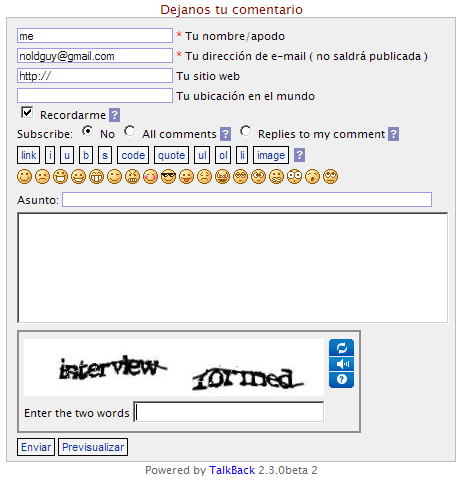 Dejanos tu comentario
me * Tu nombre/apodo
noldguy@gmail.com * Tu dirección de e-mail ( no saldrá publicada )
http:// Tu sitio web
Tu ubicación en el mundo
Recordarme ?
Subscribe: No All comments ? Replies to my comment ?
link i u b s code quote ul ol li image ?
Asunto:
interview formed
?
Enter the two words
Enviar Previsualizar
Powered by TalkBack 2.3.0beta 2